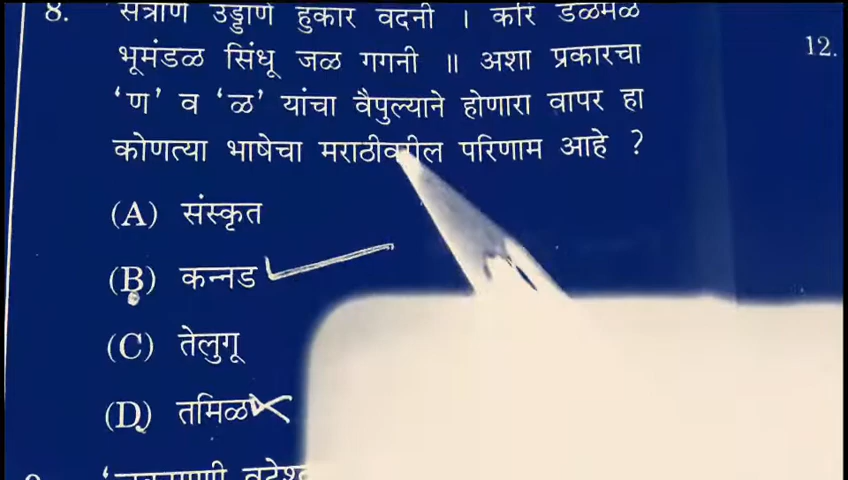 8. सत्राणे उड्डाणे हुंकार वदनी । करि डळमळ
भूमंडळ सिंधू जळ गगनी ॥ अशा प्रकारचा
‘ण’ व ‘ळ’ यांचा वैपुल्याने होणारा वापर हा
कोणत्या भाषेचा मराठीवरील परिणाम आहे ?
(A) संस्कृत
(B) कन्नड
(C) तेलुगू
(D) तमिळ
12.